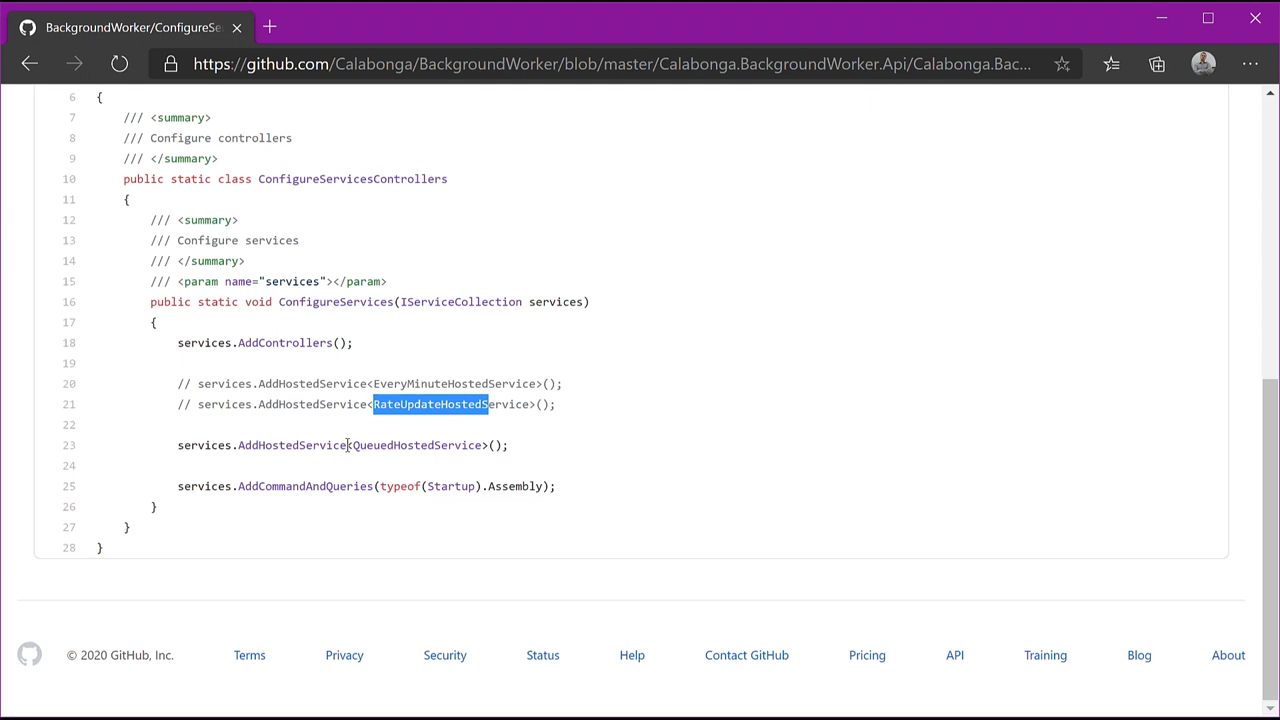 BackgroundWorker/ConfigureSe
https://github.com/Calabonga/BackgroundWorker/blob/master/Calabonga.BackgroundWorker.Api/Calabonga.Bac...
6 {
7 /// <summary>
8 /// Configure controllers
9 /// </summary>
10 public static class ConfigureServicesControllers
11 {
12 /// <summary>
13 /// Configure services
14 /// </summary>
15 /// <param name="services"></param>
16 public static void ConfigureServices(IServiceCollection services)
17 {
18 services.AddControllers();
19
20 // services.AddHostedService<EveryMinuteHostedService>();
21 // services.AddHostedService<RateUpdateHostedService>();
22
23 services.AddHostedService<QueuedHostedService>();
24
25 services.AddCommandAndQueries(typeof(Startup).Assembly);
26 }
27 }
28 }
© 2020 GitHub, Inc. Terms Privacy Security Status Help Contact GitHub Pricing API Training Blog About